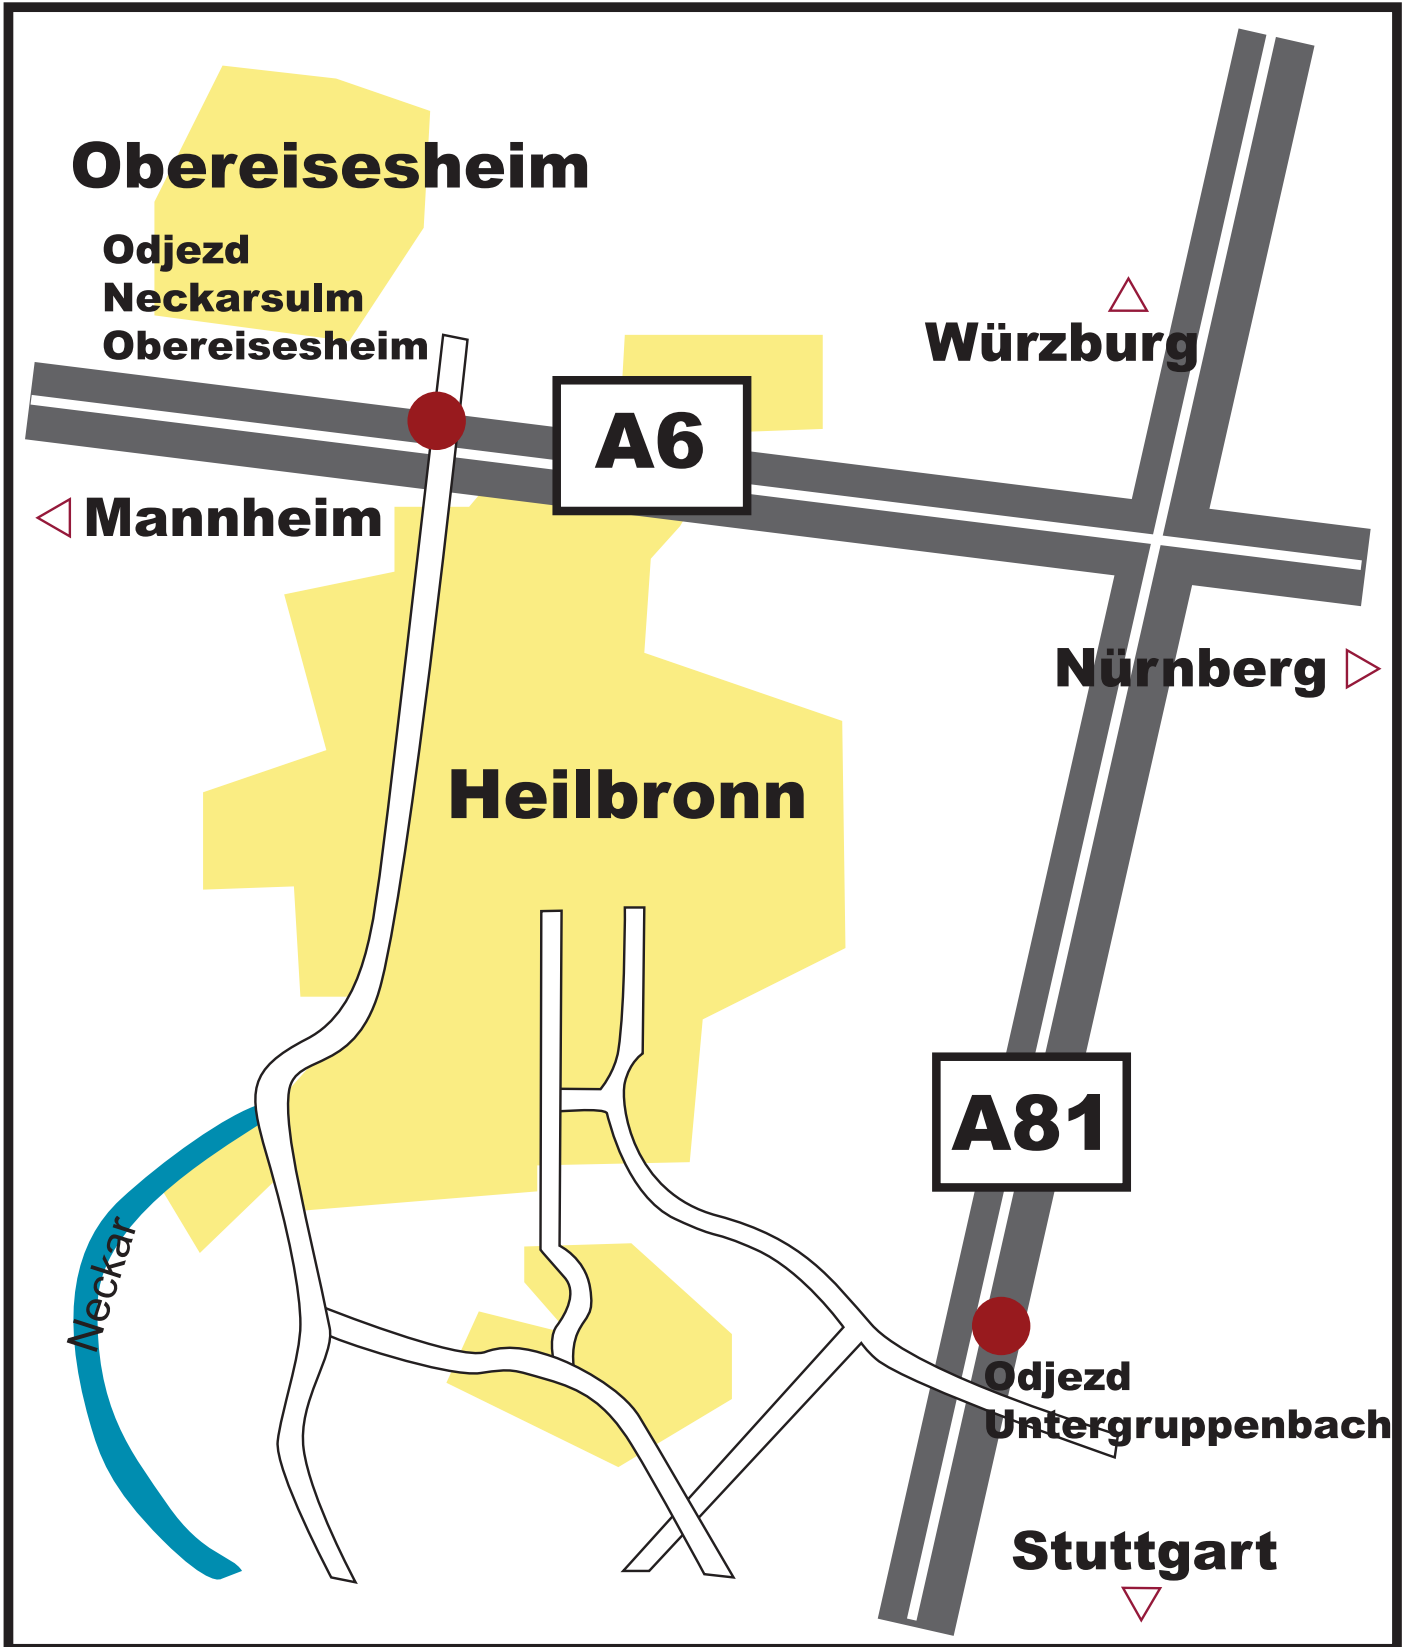 Obereisesheim
Odjezd
Neckarsulm
Obereisesheim
Würzburg
A6
Mannheim
Nürnberg
Heilbronn
A81
Neckar
Odjezd
Untergruppenbach
Stuttgart